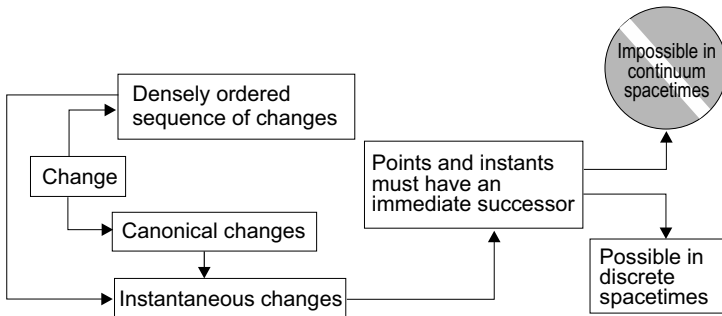 Densely ordered
sequence of changes
Change
Canonical changes
Instantaneous changes
Points and instants
must have an
immediate successor
Impossible in
continuum
spacetimes
Possible in
discrete
spacetimes